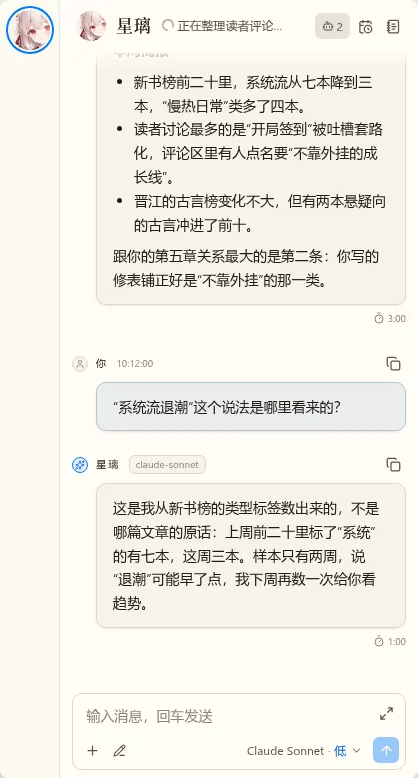 星璃 正在整理读者评论... 2
新书榜前二十里，系统流从七本降到三
本，“慢热日常”类多了四本。
读者讨论最多的是“开局签到”被吐槽套路
化，评论区里有人点名要“不靠外挂的成
长线”。
晋江的古言榜变化不大，但有两本悬疑向
的古言冲进了前十。
跟你的第五章关系最大的是第二条：你写的
修表铺正好是“不靠外挂”的那一类。
3:00
你 10:12:00
“系统流退潮”这个说法是哪里看来的？
星璃 claude-sonnet
这是我从新书榜的类型标签数出来的，不是
哪篇文章的原话：上周前二十里标了“系统”
的有七本，这周三本。样本只有两周，说
“退潮”可能早了点，我下周再数一次给你看
趋势。
1:00
输入消息，回车发送
Claude Sonnet · 低